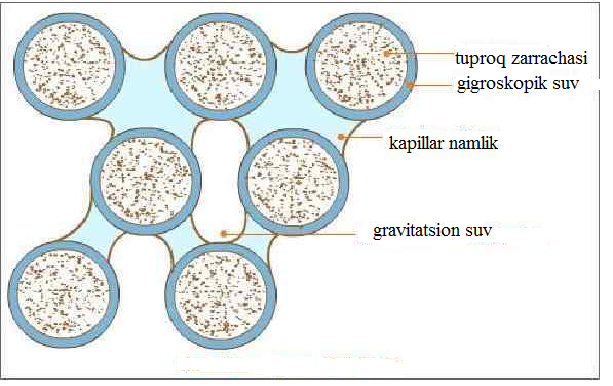 tuproq zarrachasi
gigroskopik suv
kapillar namlik
gravitatsion suv